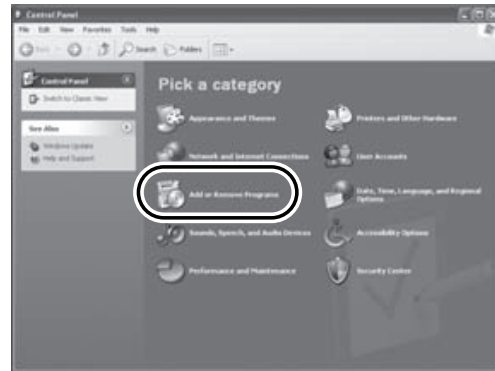 Control Panel
File Edit View Favorites Tools Help
Search Folders
Control Panel
Switch to Classic View
See Also
Windows Update
Help and Support
Pick a category
Appearance and Themes
Printers and Other Hardware
Network and Internet Connections
User Accounts
Add or Remove Programs
Date, Time, Language, and Regional
Options
Sounds, Speech, and Audio Devices
Accessibility Options
Performance and Maintenance
Security Center